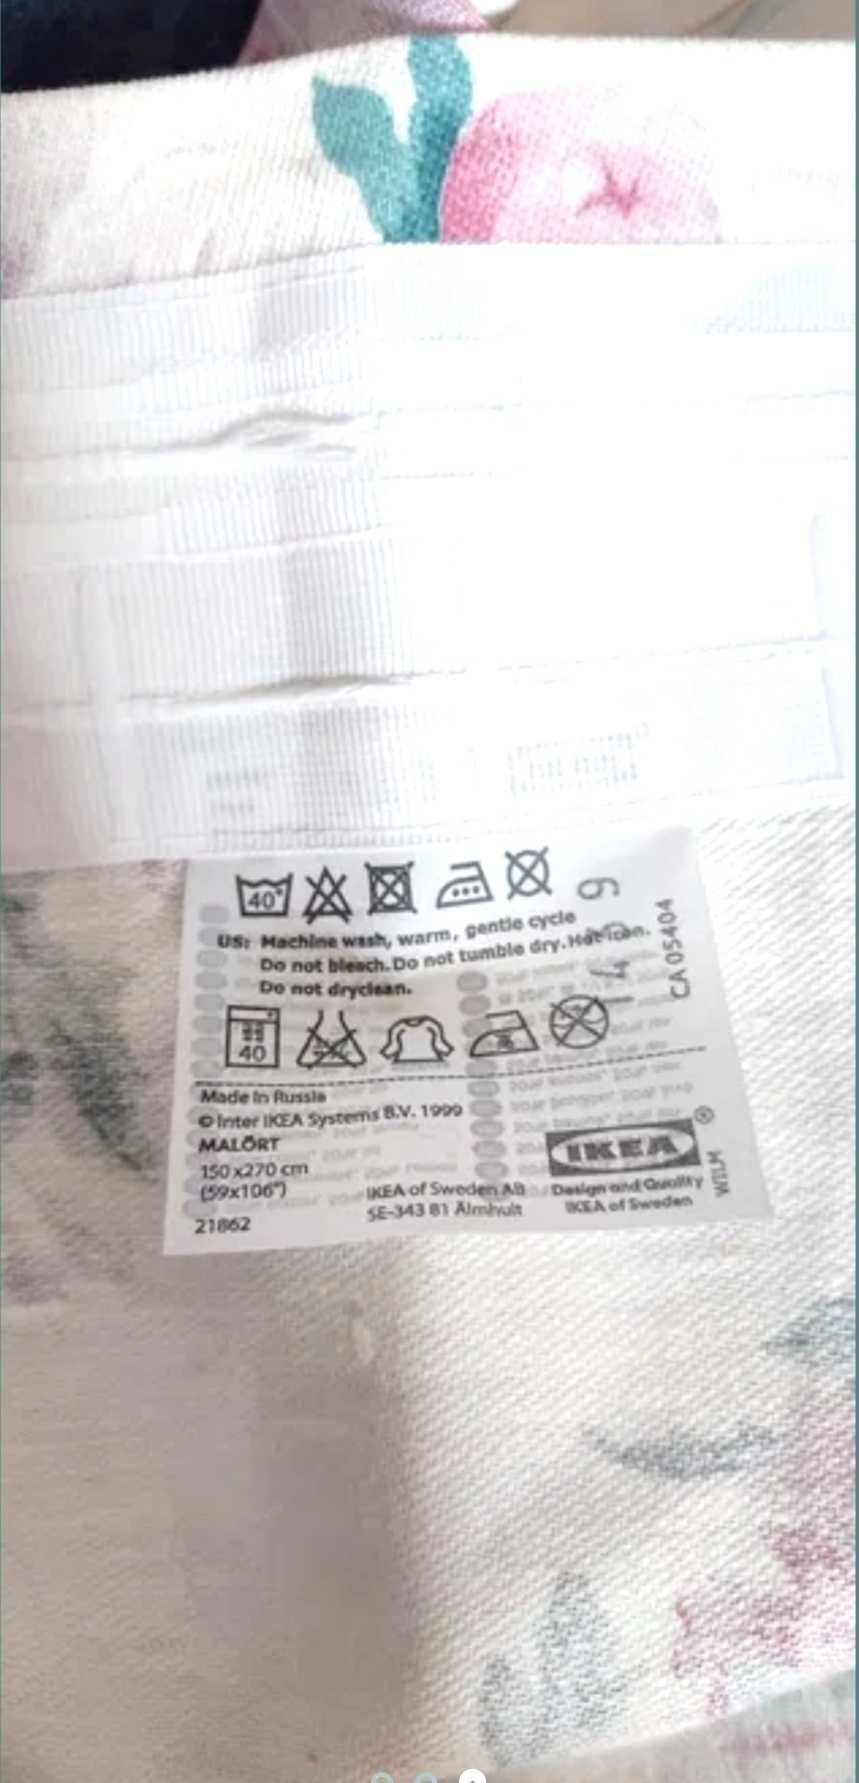 40°
US: Machine wash, warm, gentle cycle
Do not bleach. Do not tumble dry. Hot icon.
Do not dryclean.
40
CA 05404
Made in Russia
© Inter IKEA Systems B.V. 1999
MALÖRT
150x270 cm
(59x106")
21862
IKEA of Sweden AB
SE-343 81 Älmhult
IKEA®
Design and Quality
IKEA of Sweden